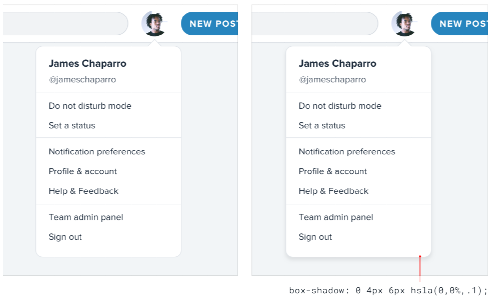 NEW POST
James Chaparro
@jameschaparro
Do not disturb mode
Set a status
Notification preferences
Profile & account
Help & Feedback
Team admin panel
Sign out
NEW POST
James Chaparro
@jameschaparro
Do not disturb mode
Set a status
Notification preferences
Profile & account
Help & Feedback
Team admin panel
Sign out
box-shadow: 0 4px 6px hsla(0,0%,.1);